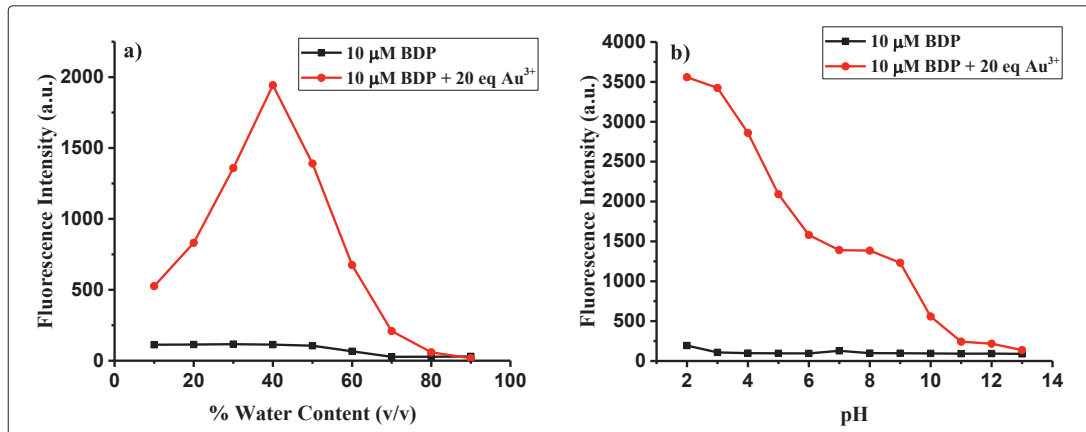 a)
10 μM BDP
10 μM BDP + 20 eq Au³⁺
Fluorescence Intensity (a.u.)
2000
1500
1000
500
0
0 20 40 60 80 100
% Water Content (v/v)
b)
10 μM BDP
10 μM BDP + 20 eq Au³⁺
Fluorescence Intensity (a.u.)
4000
3500
3000
2500
2000
1500
1000
500
0
2 4 6 8 10 12 14
pH